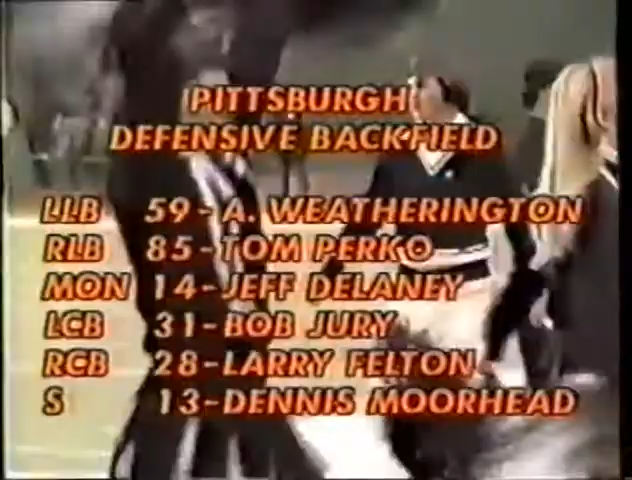 PITTSBURGH
DEFENSIVE BACKFIELD
LLB 59-A. WEATHERINGTON
RLB 85-TOM PERKO
MON 14-JEFF DELANEY
LCB 31-BOB JURY
RCB 28-LARRY FELTON
S 13-DENNIS MOORHEAD